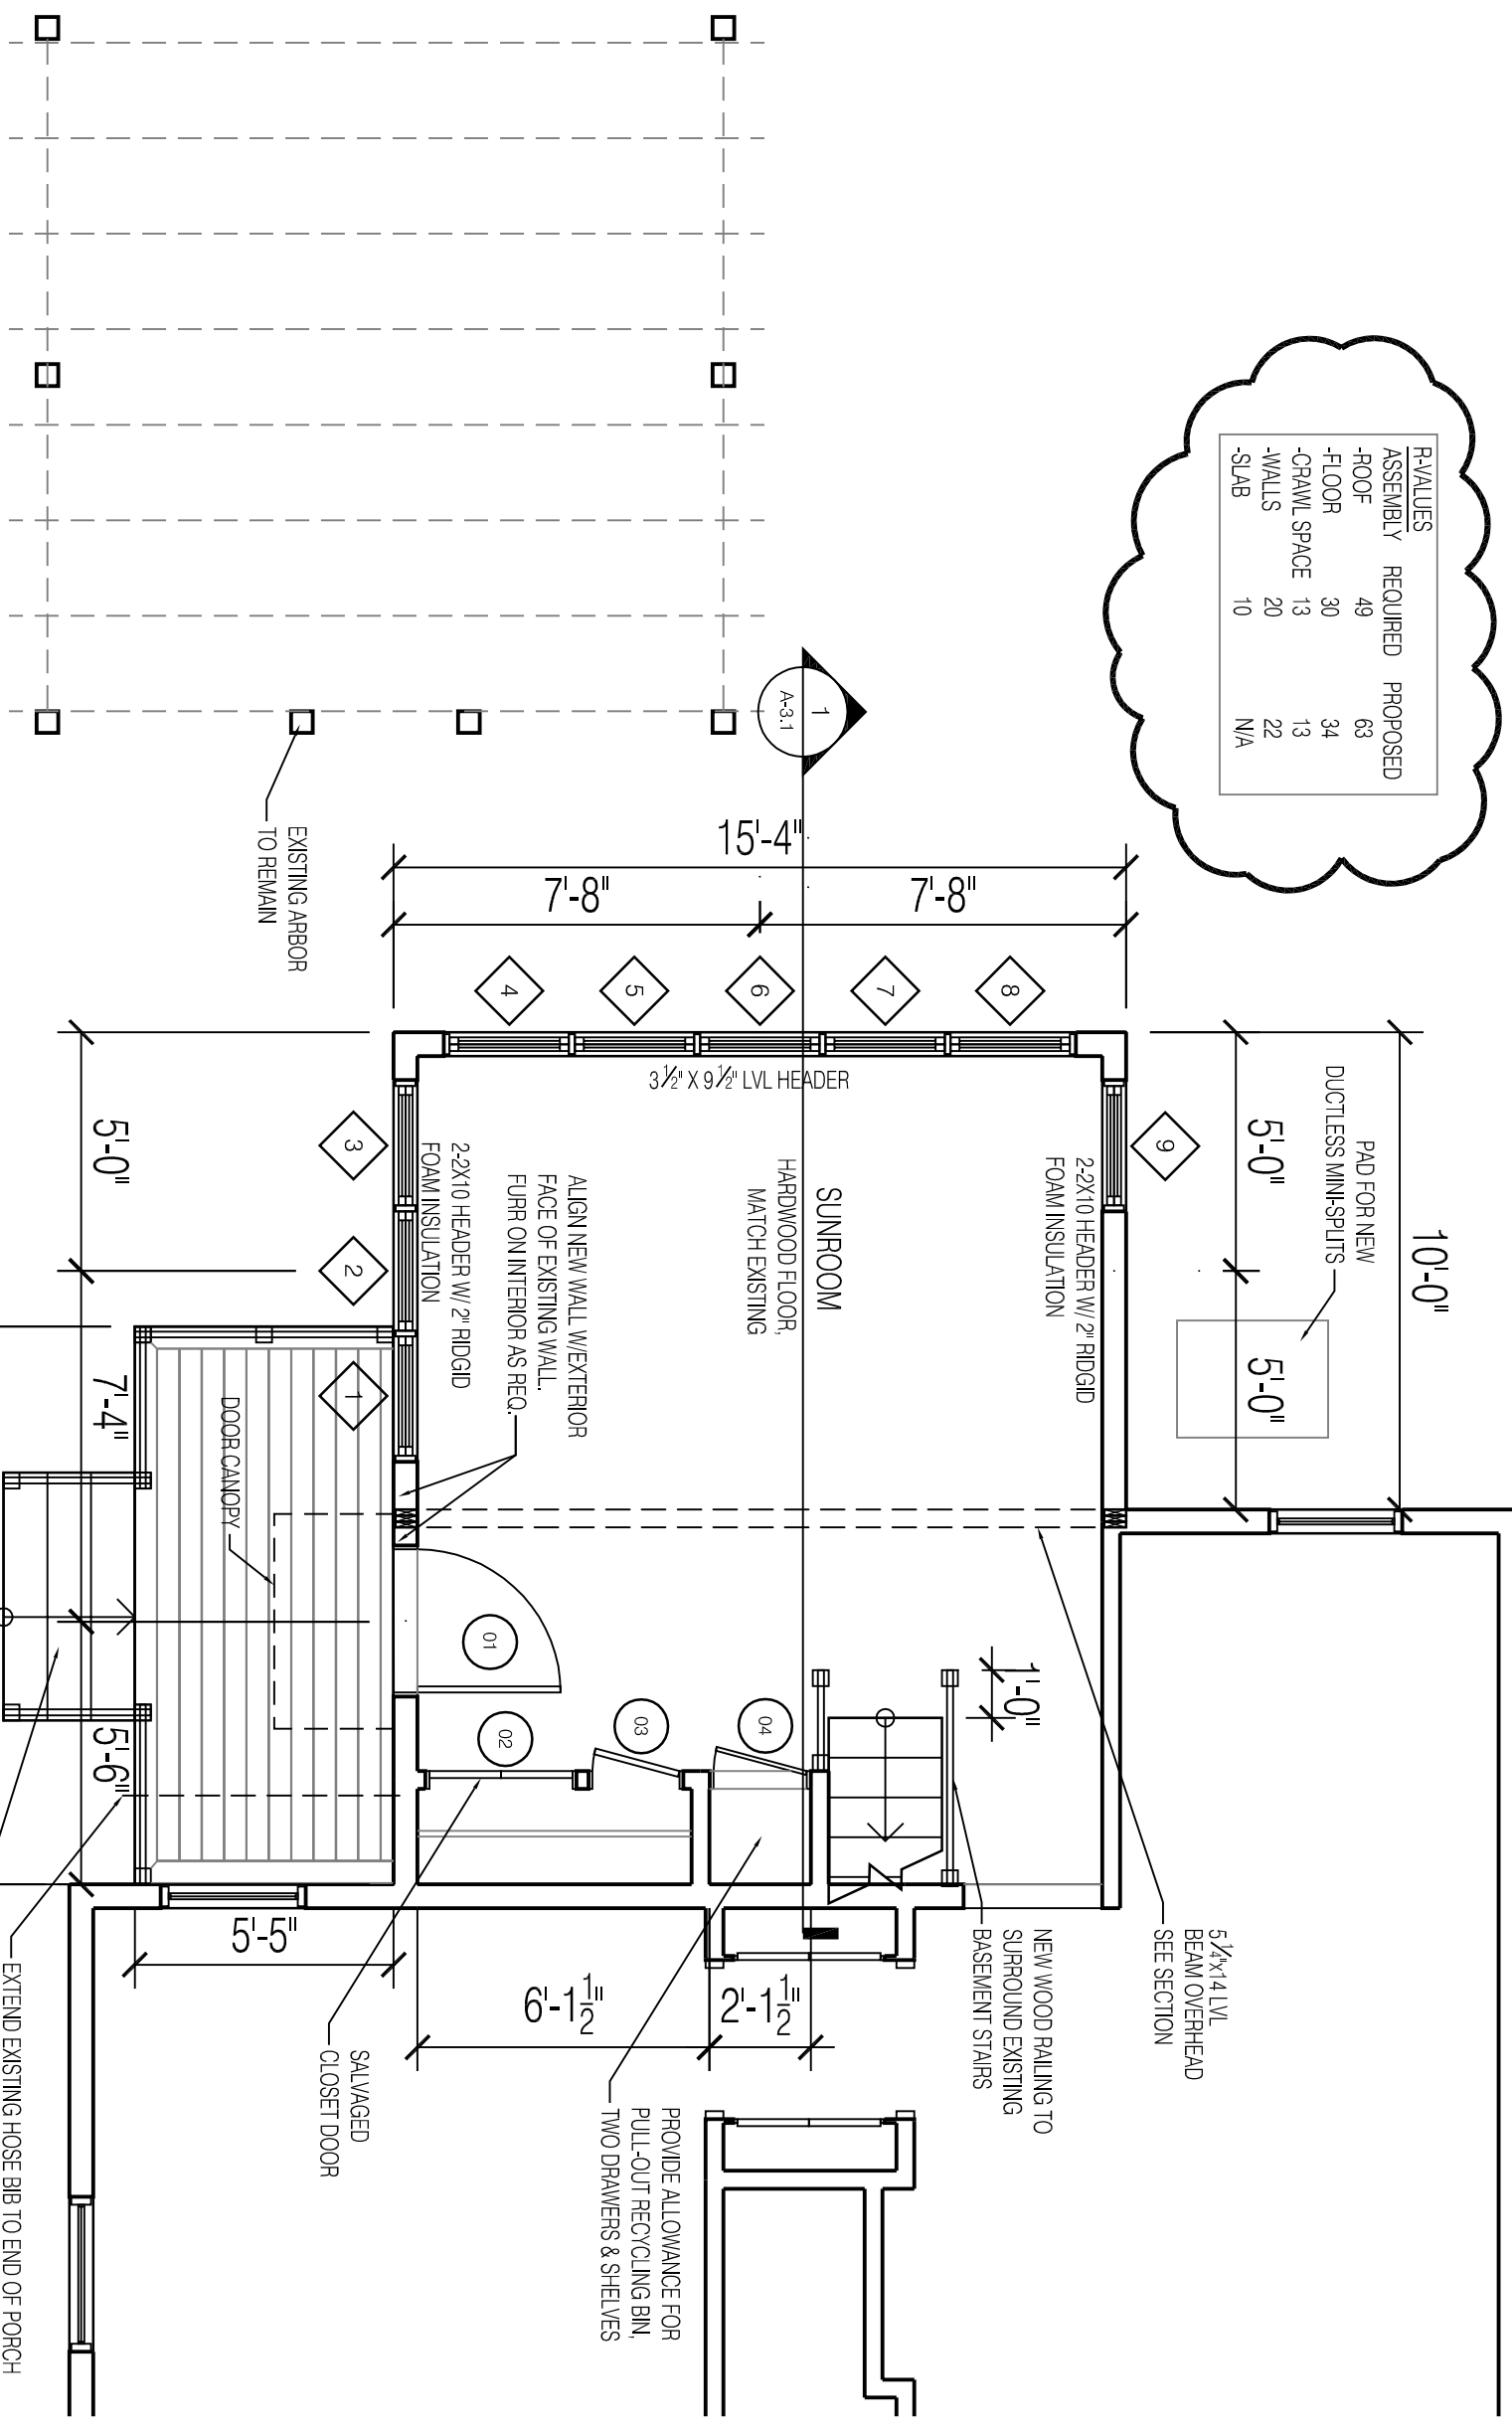 R-VALUES
ASSEMBLY REQUIRED PROPOSED
-ROOF 49 63
-FLOOR 30 34
-CRAWL SPACE 13 13
-WALLS 20 22
-SLAB 10 N/A
1
A-3.1
EXISTING ARBOR
TO REMAIN
15'-4"
7'-8"
7'-8"
4
5
6
7
8
3 1/2" X 9 1/2" LVL HEADER
10'-0"
5'-0"
5'-0"
PAD FOR NEW
DUCTLESS MINI-SPLITS
9
2-2X10 HEADER W/ 2" RIDGID
FOAM INSULATION
SUNROOM
HARDWOOD FLOOR,
MATCH EXISTING
ALIGN NEW WALL W/EXTERIOR
FACE OF EXISTING WALL.
FURR ON INTERIOR AS REQ.
2-2X10 HEADER W/ 2" RIDGID
FOAM INSULATION
3
2
1
5'-0"
7'-4"
5'-6"
DOOR CANOPY
01
02
03
04
1'-0"
5 1/4"x14 LVL
BEAM OVERHEAD
SEE SECTION
NEW WOOD RAILING TO
SURROUND EXISTING
BASEMENT STAIRS
5'-5"
6'-1 1/2"
2'-1 1/2"
PROVIDE ALLOWANCE FOR
PULL-OUT RECYCLING BIN,
TWO DRAWERS & SHELVES
SALVAGED
CLOSET DOOR
EXTEND EXISTING HOSE BIB TO END OF PORCH